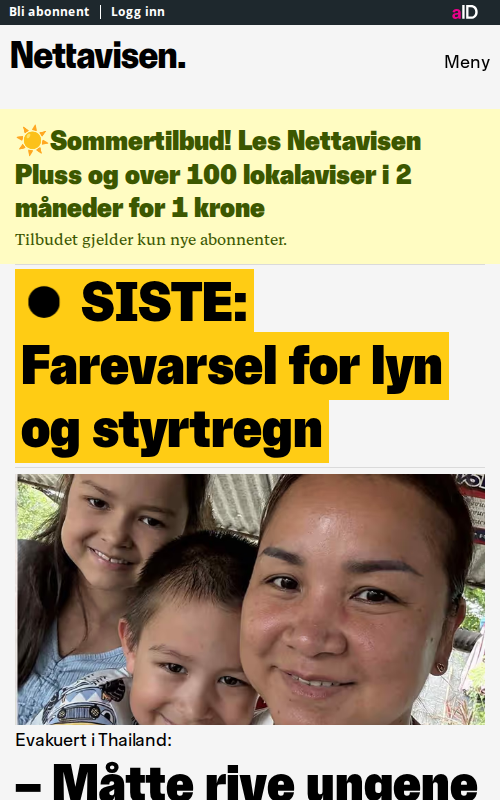 Bli abonnent
Logg inn
aID
Nettavisen.
Meny
☀️Sommertilbud! Les Nettavisen
Pluss og over 100 lokalaviser i 2
måneder for 1 krone
Tilbudet gjelder kun nye abonnenter.
● SISTE:
Farevarsel for lyn
og styrtregn
Evakuert i Thailand:
– Måtte rive ungene